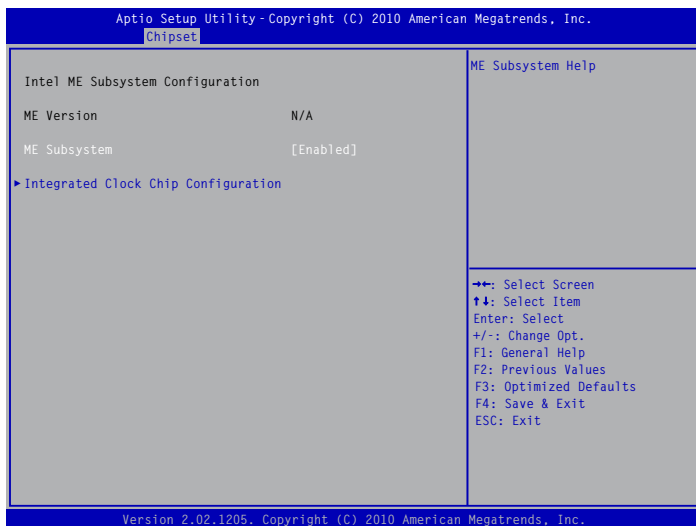 Aptio Setup Utility - Copyright (C) 2010 American Megatrends, Inc.
Chipset
Intel ME Subsystem Configuration
ME Version N/A
ME Subsystem [Enabled]
►Integrated Clock Chip Configuration
ME Subsystem Help
→←: Select Screen
↑↓: Select Item
Enter: Select
+/-: Change Opt.
F1: General Help
F2: Previous Values
F3: Optimized Defaults
F4: Save & Exit
ESC: Exit
Version 2.02.1205. Copyright (C) 2010 American Megatrends, Inc.